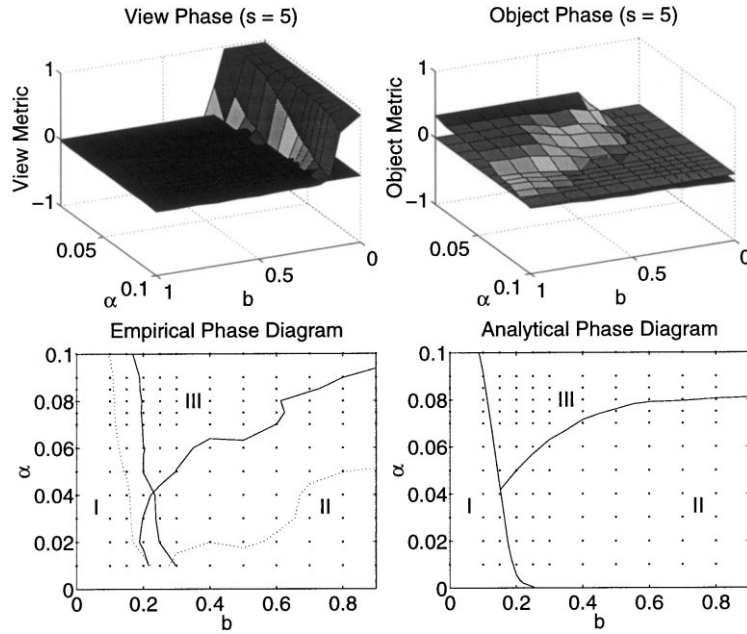 View Phase (s = 5)
Object Phase (s = 5)
View Metric
1
0
−1
0.05
0.1
α
1
0.5
0
b
Object Metric
1
0
−1
0.05
0.1
α
1
0.5
0
b
Empirical Phase Diagram
α
0.1
0.08
0.06
0.04
0.02
0
I
III
II
0
0.2
0.4
0.6
0.8
b
Analytical Phase Diagram
α
0.1
0.08
0.06
0.04
0.02
0
I
III
II
0
0.2
0.4
0.6
0.8
b